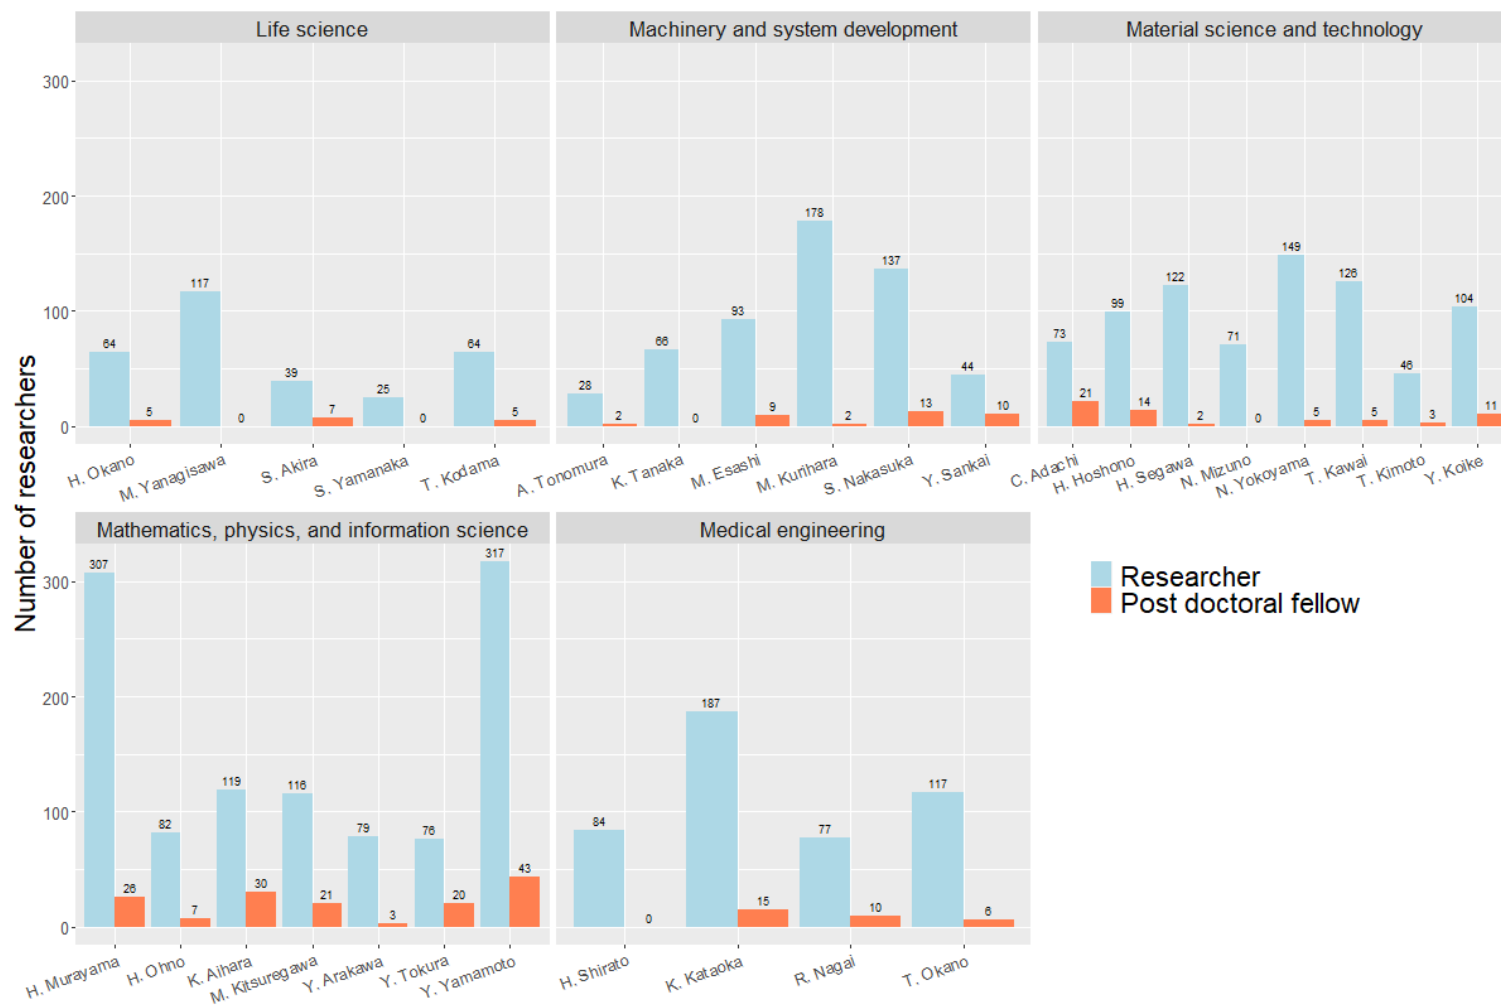 Life science
Machinery and system development
Material science and technology
300
200
100
0
64
5
117
0
39
7
25
0
64
5
28
2
66
0
93
9
178
2
137
13
44
10
73
21
99
14
122
2
71
0
149
5
126
5
46
3
104
11
H. Okano
M. Yanagisawa
S. Akira
S. Yamanaka
T. Kodama
A. Tonomura
K. Tanaka
M. Esashi
M. Kurihara
S. Nakasuka
Y. Sankai
C. Adachi
H. Hoshono
H. Segawa
N. Mizuno
N. Yokoyama
T. Kawai
T. Kimoto
Y. Koike
Number of researchers
Mathematics, physics, and information science
Medical engineering
300
200
100
0
307
26
82
7
119
30
116
21
79
3
76
20
317
43
84
0
187
15
77
10
117
6
H. Murayama
H. Ohno
K. Aihara
M. Kitsuregawa
Y. Arakawa
Y. Tokura
Y. Yamamoto
H. Shirato
K. Kataoka
R. Nagai
T. Okano
Researcher
Post doctoral fellow